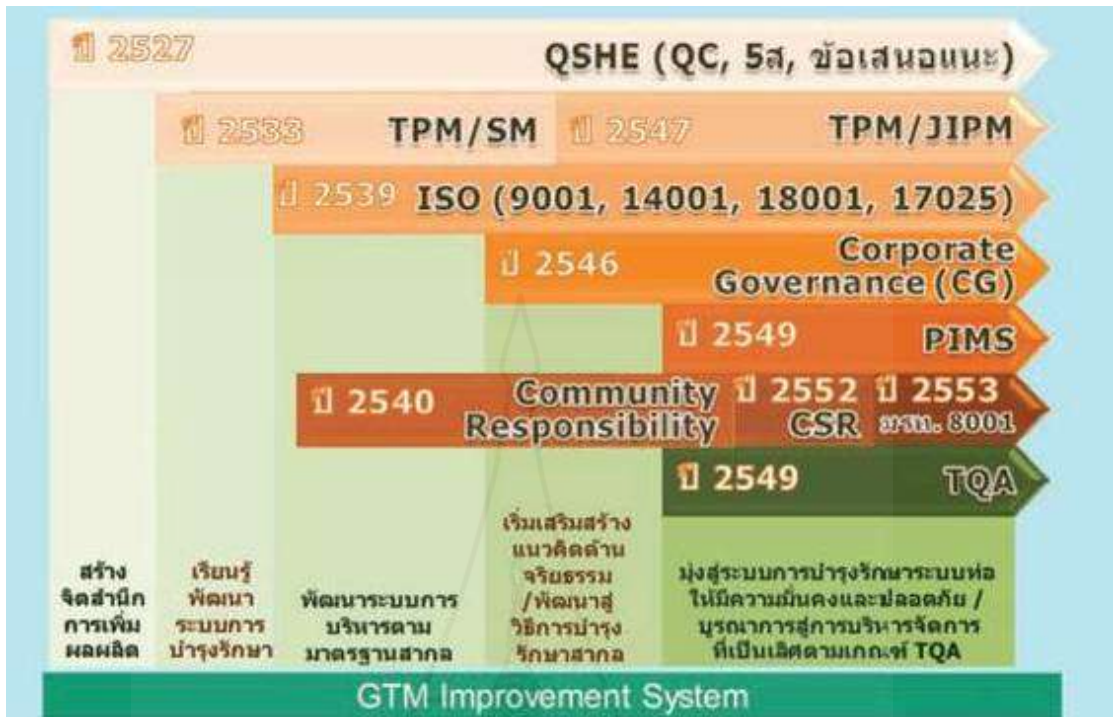 ปี 2527
QSHE (QC, 5ส, ข้อเสนอแนะ)
ปี 2533 TPM/SM ปี 2547 TPM/JIPM
ปี 2539 ISO (9001, 14001, 18001, 17025)
ปี 2546 Corporate
Governance (CG)
ปี 2549 PIMS
ปี 2540 Community
Responsibility
ปี 2552
CSR
ปี 2553
มรท. 8001
ปี 2549 TQA
สร้าง
จิตสำนึก
การเพิ่ม
ผลผลิต
เรียนรู้
พัฒนา
ระบบการ
บำรุงรักษา
พัฒนาระบบการ
บริหารตาม
มาตรฐานสากล
เริ่มเสริมสร้าง
แนวคิดด้าน
จริยธรรม
/พัฒนาสู่
วิธีการบำรุง
รักษาสากล
มุ่งสู่ระบบการบำรุงรักษาระบบท่อ
ให้มีความมั่นคงและปลอดภัย /
บูรณาการสู่การบริหารจัดการ
ที่เป็นเลิศตามเกณฑ์ TQA
GTM Improvement System